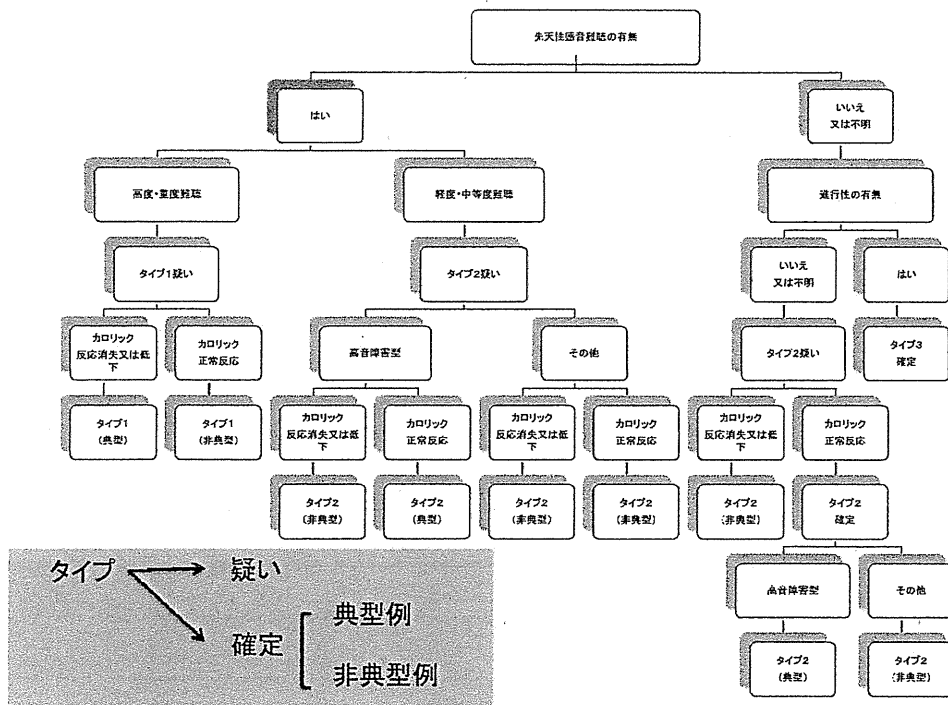 先天性感音難聴の有無
はい
いいえ
又は不明
高度・重度難聴
軽度・中等度難聴
進行性の有無
タイプ1疑い
タイプ2疑い
いいえ
又は不明
はい
カロリック
反応消失又は低
下
カロリック
正常反応
高音障害型
その他
タイプ2疑い
タイプ3
確定
タイプ1
(典型)
タイプ1
(非典型)
カロリック
反応消失又は低
下
カロリック
正常反応
カロリック
反応消失又は低
下
カロリック
正常反応
カロリック
反応消失又は低
下
カロリック
正常反応
タイプ2
(非典型)
タイプ2
(典型)
タイプ2
(非典型)
タイプ2
(非典型)
タイプ2
(非典型)
タイプ2
確定
高音障害型
その他
タイプ2
(典型)
タイプ2
(非典型)
タイプ
疑い
確定
典型例
非典型例